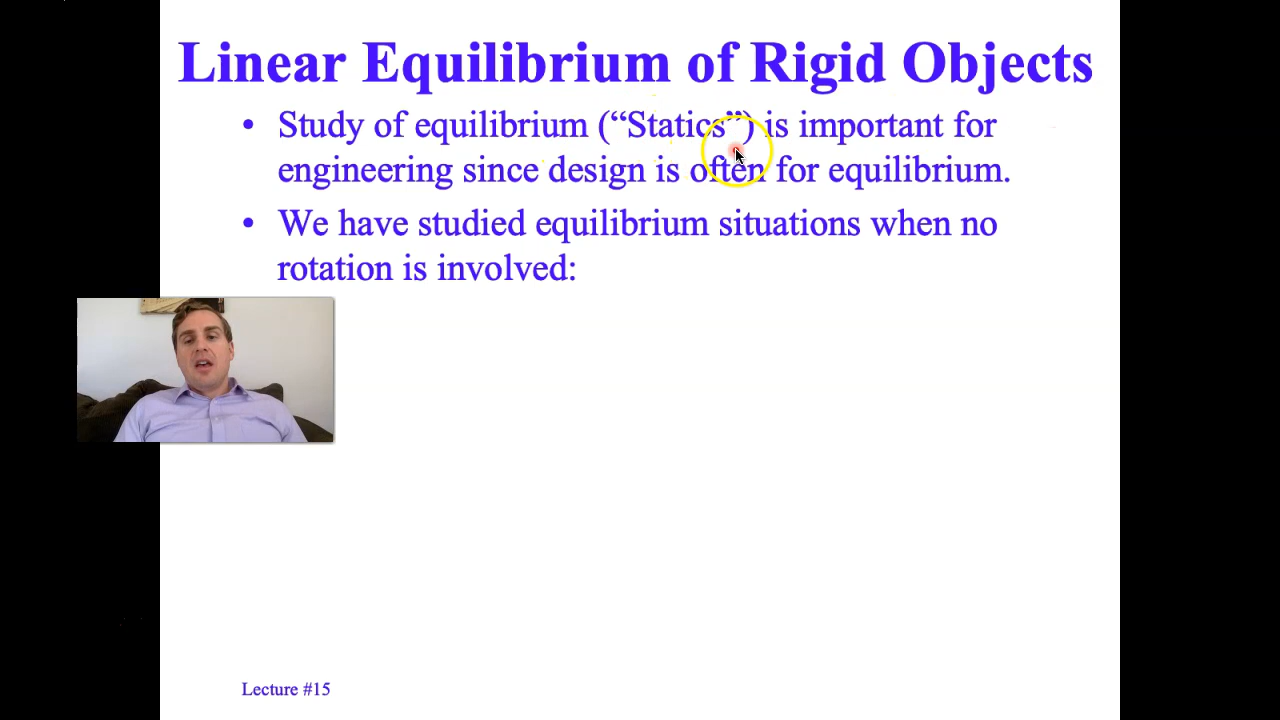 Linear Equilibrium of Rigid Objects
• Study of equilibrium (“Statics”) is important for
engineering since design is often for equilibrium.
• We have studied equilibrium situations when no
rotation is involved:
Lecture #15